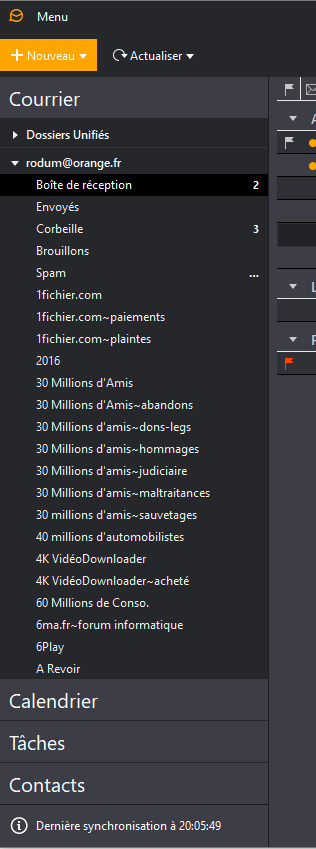 Menu
Nouveau
Actualiser
Courrier
Dossiers Unifiés
rodum@orange.fr
Boîte de réception 2
Envoyés
Corbeille 3
Brouillons
Spam ...
1fichier.com
1fichier.com~paiements
1fichier.com~plaintes
2016
30 Millions d'Amis
30 Millions d'Amis~abandons
30 Millions d'amis~dons-legs
30 Millions d'amis~hommages
30 Millions d'amis~judiciaire
30 Millions d'amis~maltraitances
30 Millions d'amis~sauvetages
40 millions d'automobilistes
4K VidéoDownloader
4K VidéoDownloader~acheté
60 Millions de Conso.
6ma.fr~forum informatique
6Play
A Revoir
Calendrier
Tâches
Contacts
Dernière synchronisation à 20:05:49